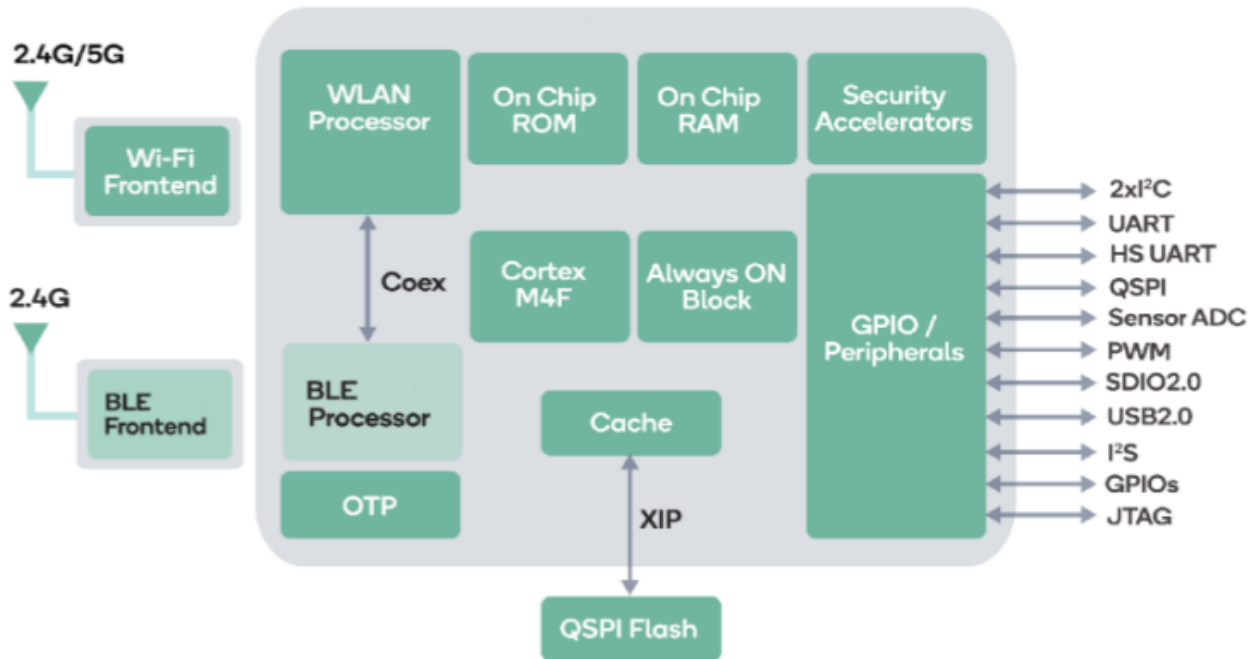 2.4G/5G
Wi-Fi
Frontend
2.4G
BLE
Frontend
WLAN
Processor
Coex
BLE
Processor
OTP
On Chip
ROM
On Chip
RAM
Security
Accelerators
Cortex
M4F
Always ON
Block
Cache
XIP
QSPI Flash
GPIO /
Peripherals
2xI²C
UART
HS UART
QSPI
Sensor ADC
PWM
SDIO2.0
USB2.0
I²S
GPIOs
JTAG